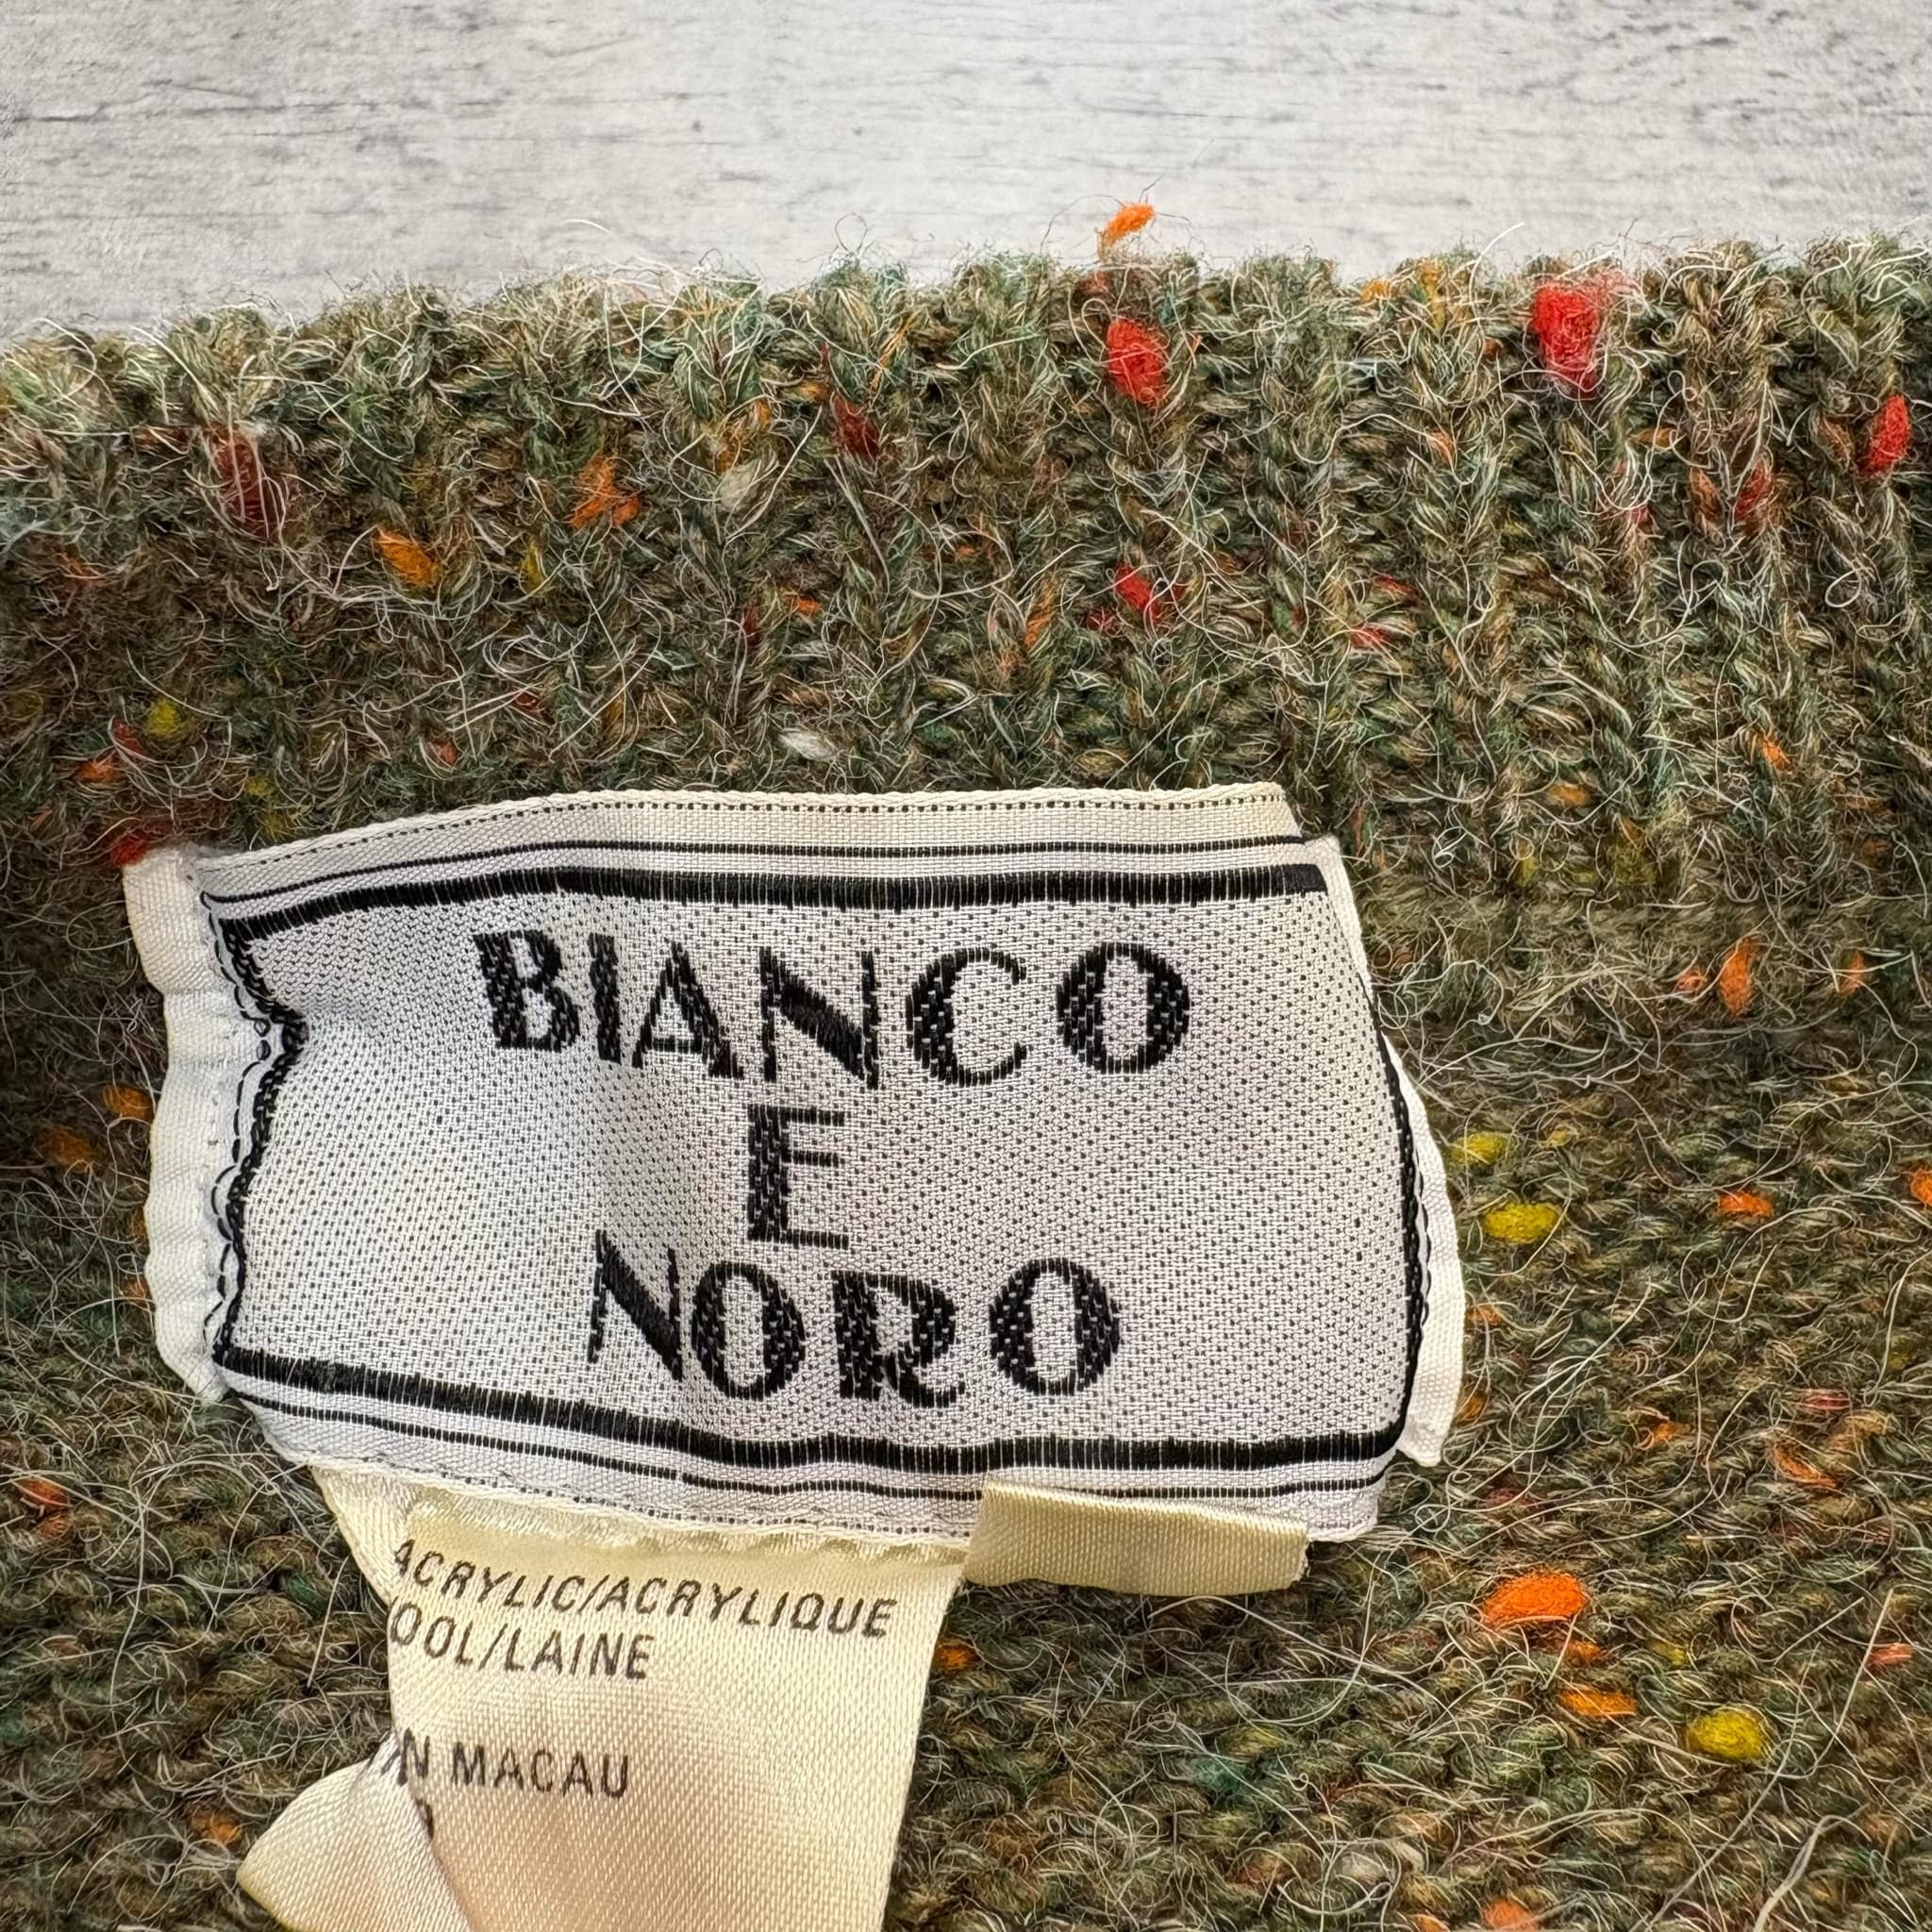 BIANCO
E
NORO
ACRYLIC/ACRYLIQUE
OOL/LAINE
N MACAU